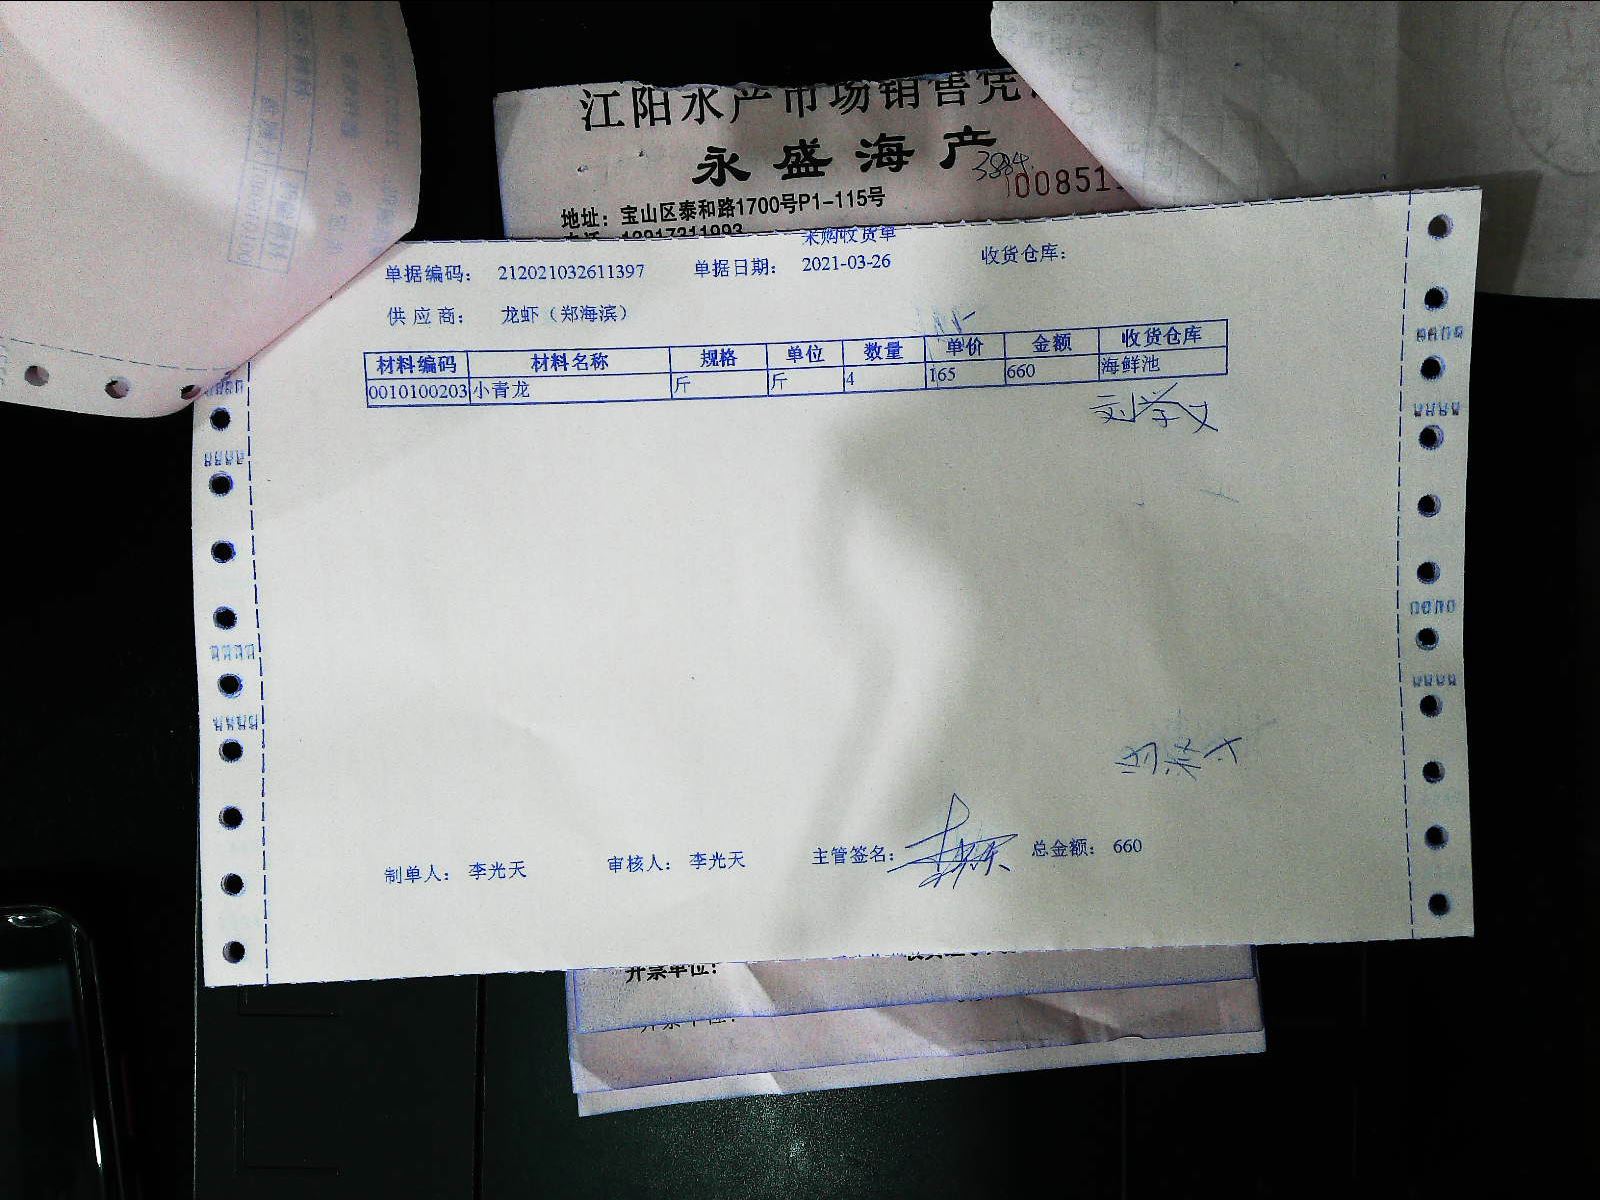 江阳水产市场销售凭
永盛海产
3884
00851
地址：宝山区泰和路1700号P1-115号
采购收货单
单据编码： 212021032611397 单据日期： 2021-03-26 收货仓库：
供应商： 龙虾（郑海滨）
材料编码 材料名称 规格 单位 数量 单价 金额 收货仓库
0010100203 小青龙 斤 斤 4 165 660 海鲜池
刘学文
制单人： 李光天 审核人： 李光天 主管签名： 总金额： 660
开票单位：